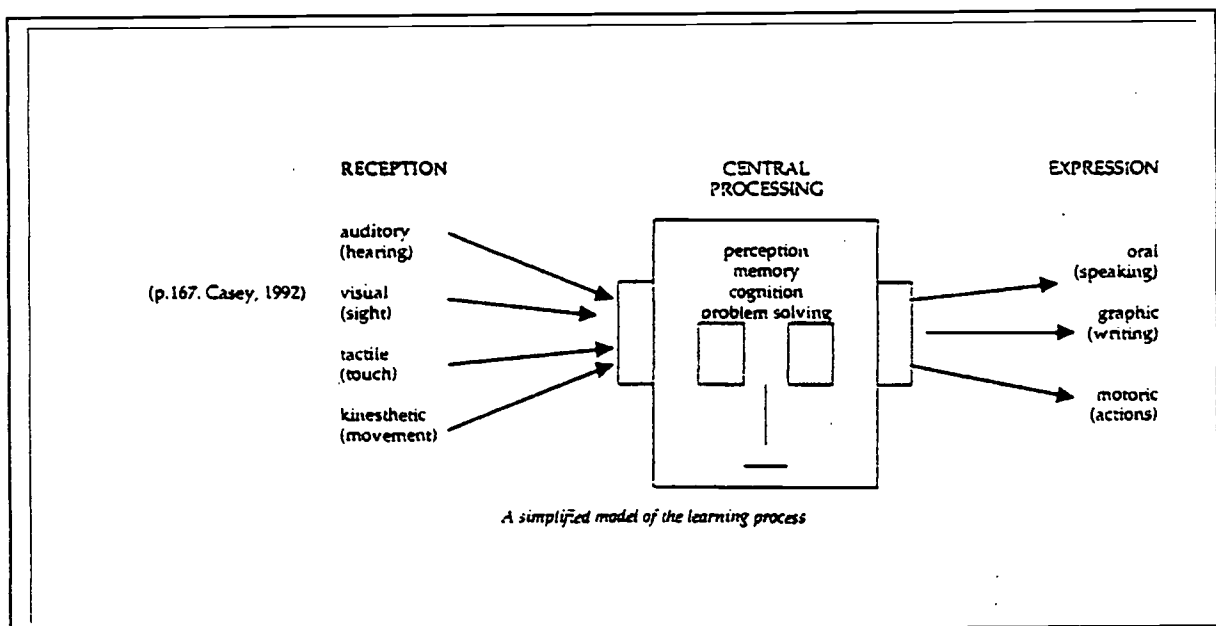 RECEPTION
CENTRAL
PROCESSING
EXPRESSION
auditory
(hearing)
(p.167. Casey, 1992)
visual
(sight)
tactile
(touch)
kinesthetic
(movement)
perception
memory
cognition
problem solving
oral
(speaking)
graphic
(writing)
motoric
(actions)
A simplified model of the learning process